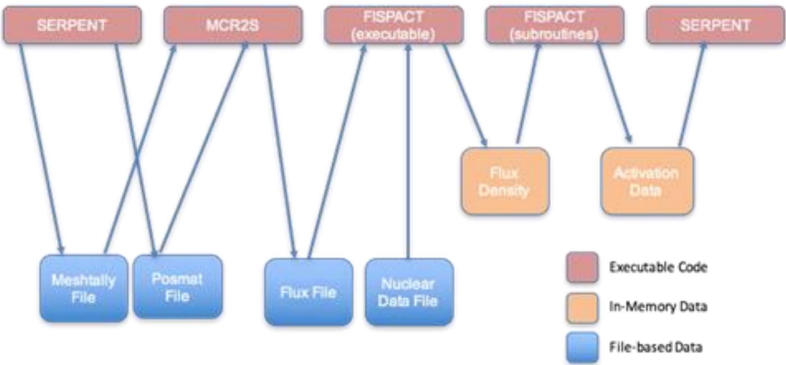 SERPENT
MCR2S
FISPACT
(executable)
FISPACT
(subroutines)
SERPENT
Flux
Density
Activation
Data
Meshtally
File
Posmat
File
Flux File
Nuclear
Data File
Executable Code
In-Memory Data
File-based Data